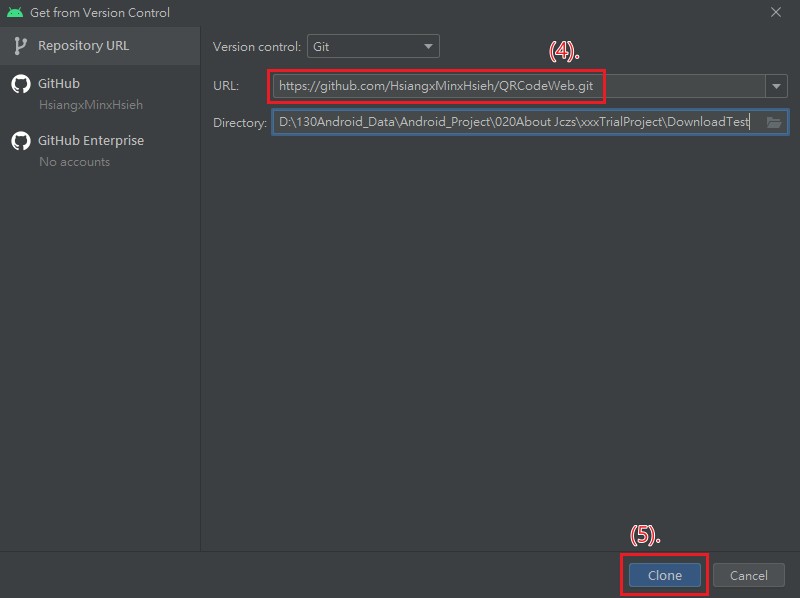 Get from Version Control
Repository URL
GitHub
HsiangxMinxHsieh
GitHub Enterprise
No accounts
Version control: Git
(4).
URL: https://github.com/HsiangxMinxHsieh/QRCodeWeb.git
Directory: D:\130Android_Data\Android_Project\020About Jczs\xxxTrialProject\DownloadTest
(5).
Clone
Cancel